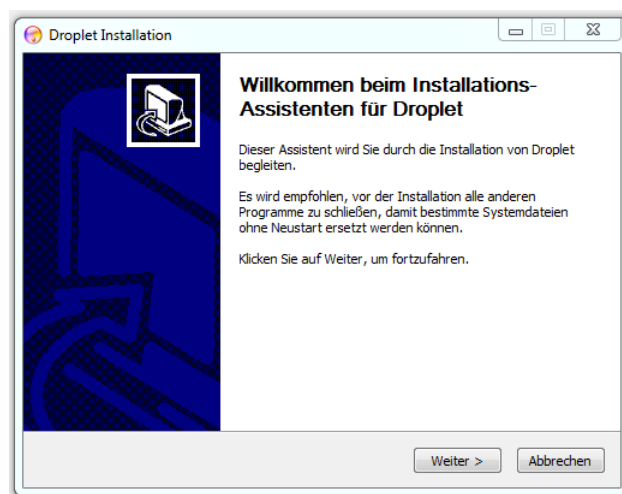 Droplet Installation
Willkommen beim Installations-
Assistenten für Droplet
Dieser Assistent wird Sie durch die Installation von Droplet
begleiten.
Es wird empfohlen, vor der Installation alle anderen
Programme zu schließen, damit bestimmte Systemdateien
ohne Neustart ersetzt werden können.
Klicken Sie auf Weiter, um fortzufahren.
Weiter >
Abbrechen